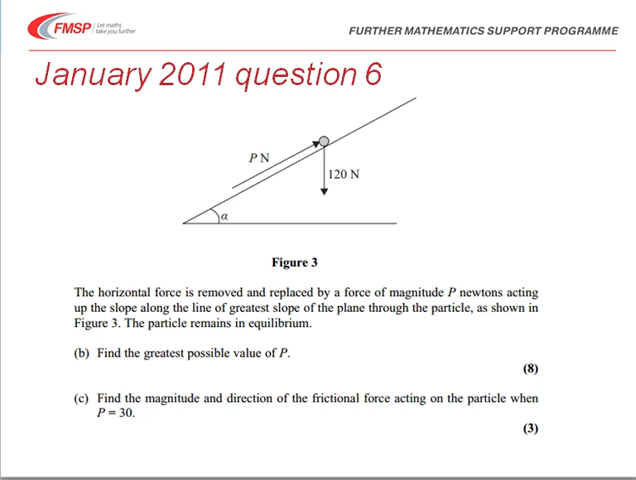 FMSP Let maths take you further
FURTHER MATHEMATICS SUPPORT PROGRAMME
January 2011 question 6
P N
120 N
α
Figure 3
The horizontal force is removed and replaced by a force of magnitude P newtons acting
up the slope along the line of greatest slope of the plane through the particle, as shown in
Figure 3. The particle remains in equilibrium.
(b) Find the greatest possible value of P.
(8)
(c) Find the magnitude and direction of the frictional force acting on the particle when
P = 30.
(3)